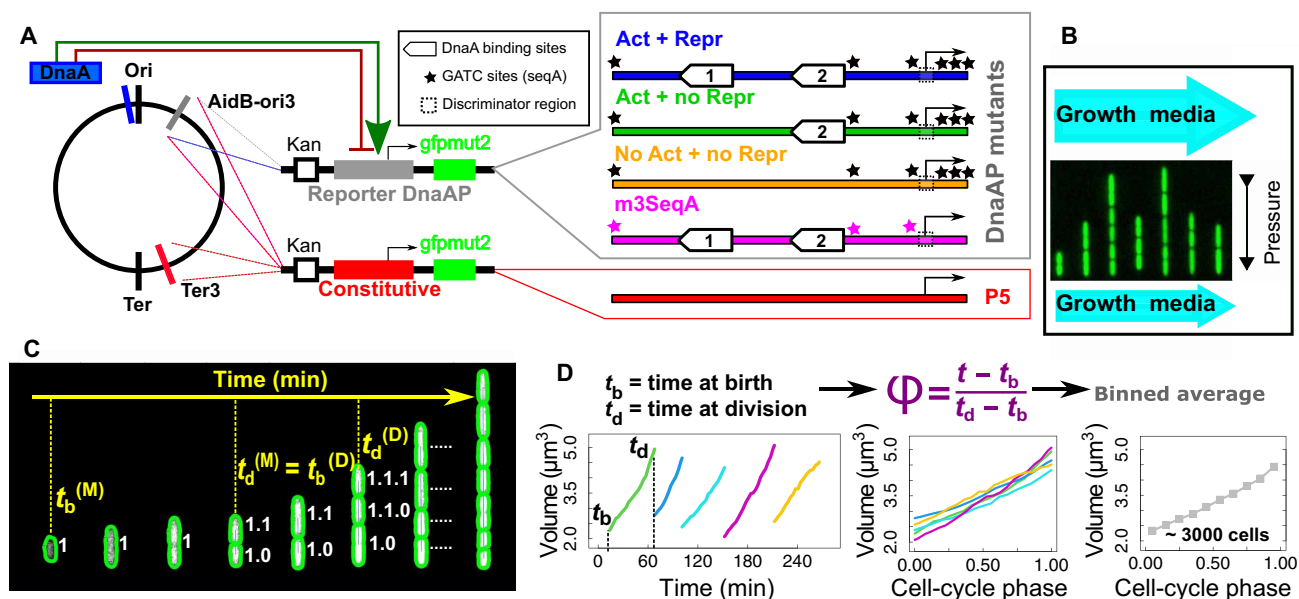 A
DnaA
Ori
AidB-ori3
Ter
Ter3
DnaA binding sites
GATC sites (seqA)
Discriminator region
Kan
gfpmut2
Reporter DnaAP
Kan
gfpmut2
Constitutive
Act + Repr
1
2
Act + no Repr
2
No Act + no Repr
m3SeqA
1
2
DnaAP mutants
P5
B
Growth media
Pressure
Growth media
C
Time (min)
t_b^(M)
t_d^(M) = t_b^(D)
t_d^(D)
1
1
1
1.1
1.0
1.1
1.0
1.1.1
1.1.0
1.0
.....
.....
.....
D
t_b = time at birth
t_d = time at division
φ = (t − t_b) / (t_d − t_b)
Binned average
Volume (μm³)
5.0
3.5
2.0
t_b
t_d
0 60 120 240
Time (min)
Volume (μm³)
5.0
3.5
2.0
0.00 0.50 1.00
Cell-cycle phase
Volume (μm³)
5.0
3.5
2.0
~ 3000 cells
0.00 0.50 1.00
Cell-cycle phase